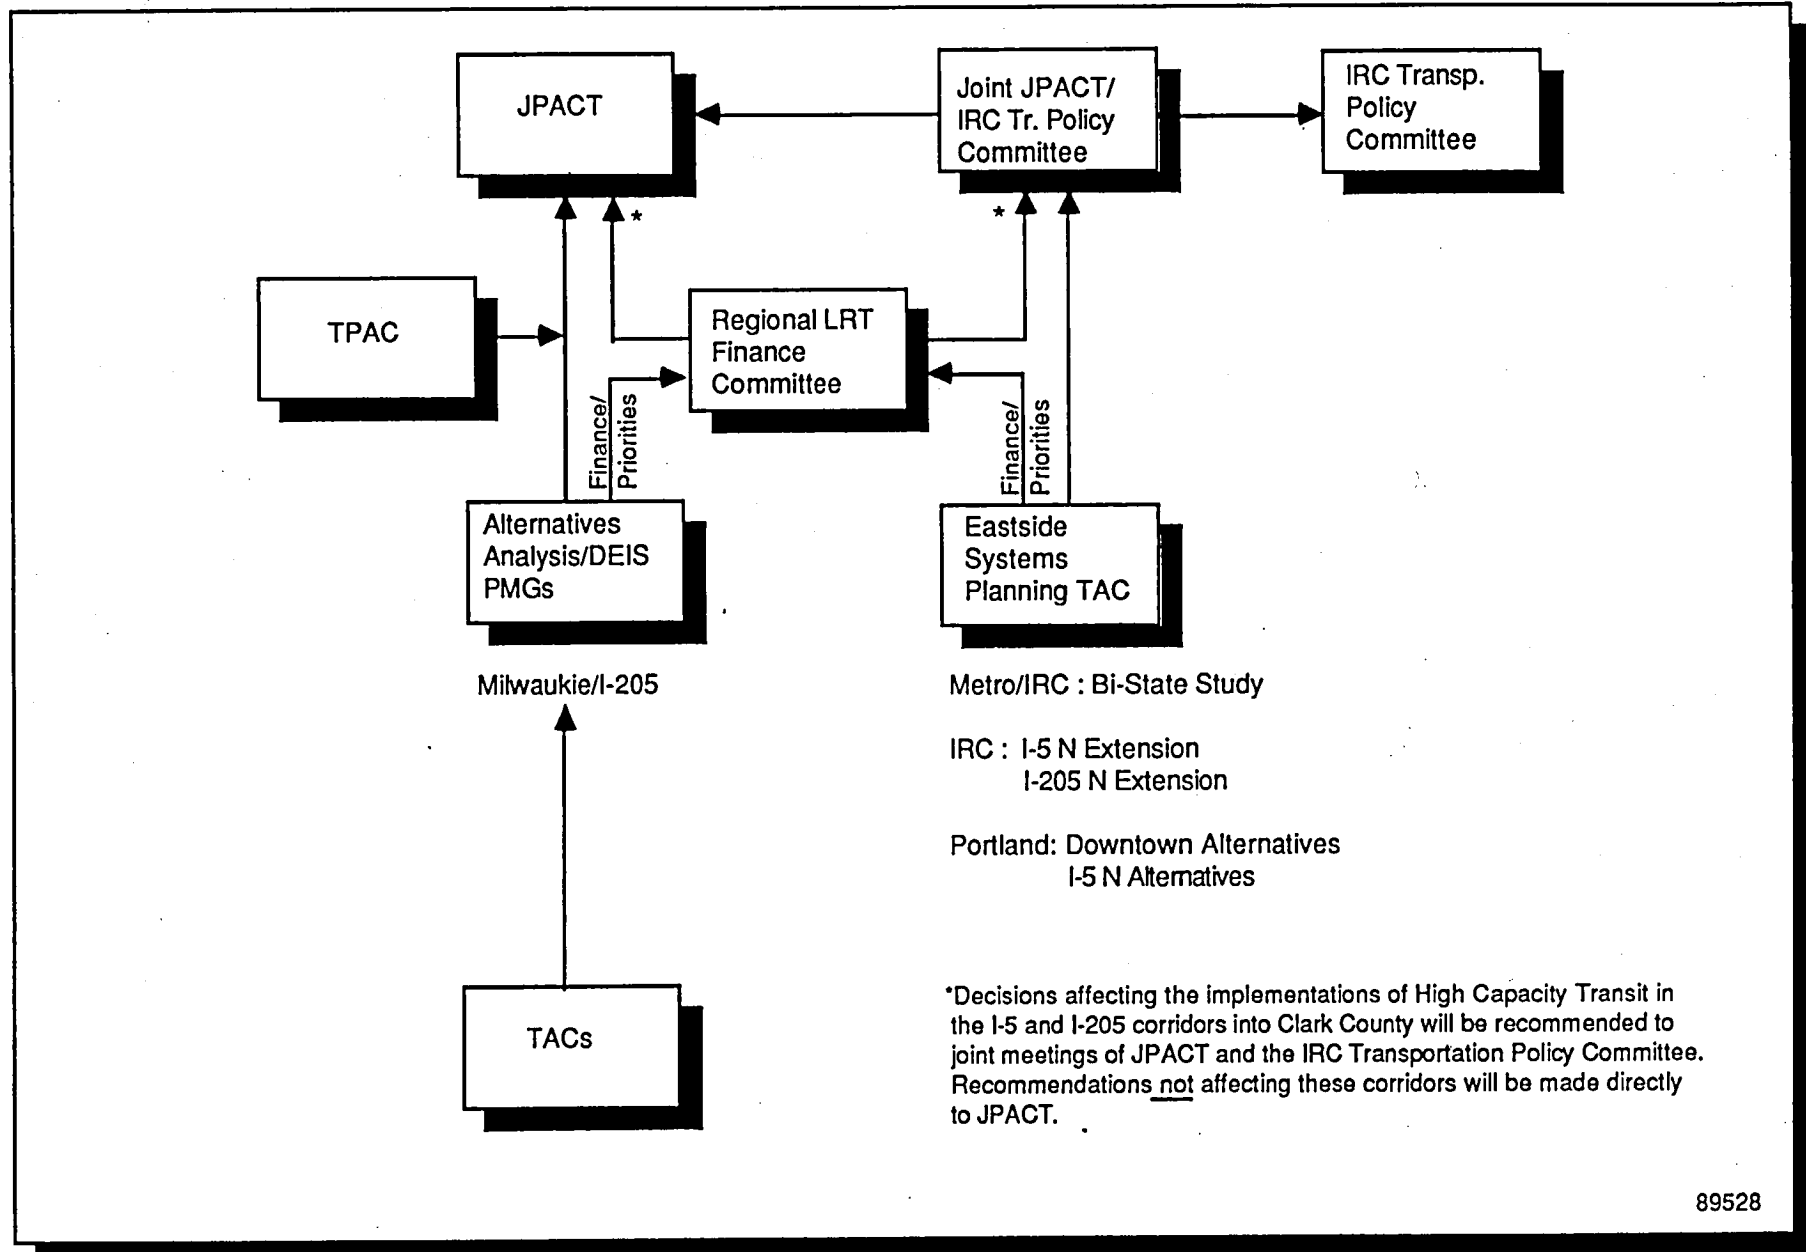 JPACT
Joint JPACT/
IRC Tr. Policy
Committee
IRC Transp.
Policy
Committee
*
*
TPAC
Regional LRT
Finance
Committee
Finance/
Priorities
Finance/
Priorities
Alternatives
Analysis/DEIS
PMGs
Eastside
Systems
Planning TAC
Milwaukie/I-205
Metro/IRC : Bi-State Study
IRC : I-5 N Extension
I-205 N Extension
Portland: Downtown Alternatives
I-5 N Alternatives
TACs
*Decisions affecting the implementations of High Capacity Transit in
the I-5 and I-205 corridors into Clark County will be recommended to
joint meetings of JPACT and the IRC Transportation Policy Committee.
Recommendations not affecting these corridors will be made directly
to JPACT.
89528